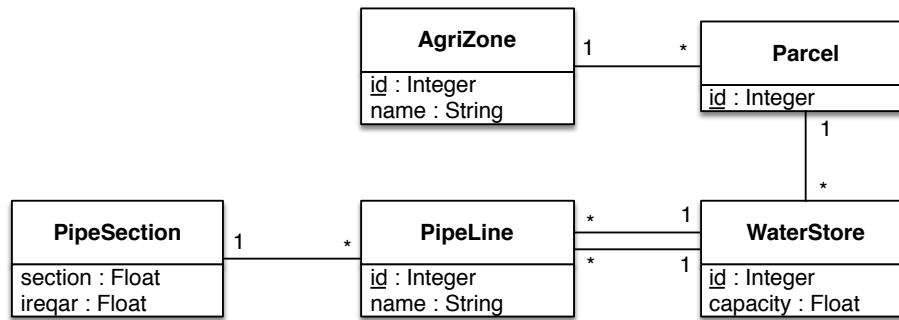 AgriZone
id : Integer
name : String
1
*
Parcel
id : Integer
1
*
PipeSection
section : Float
ireqar : Float
1
*
PipeLine
id : Integer
name : String
*
1
*
1
WaterStore
id : Integer
capacity : Float